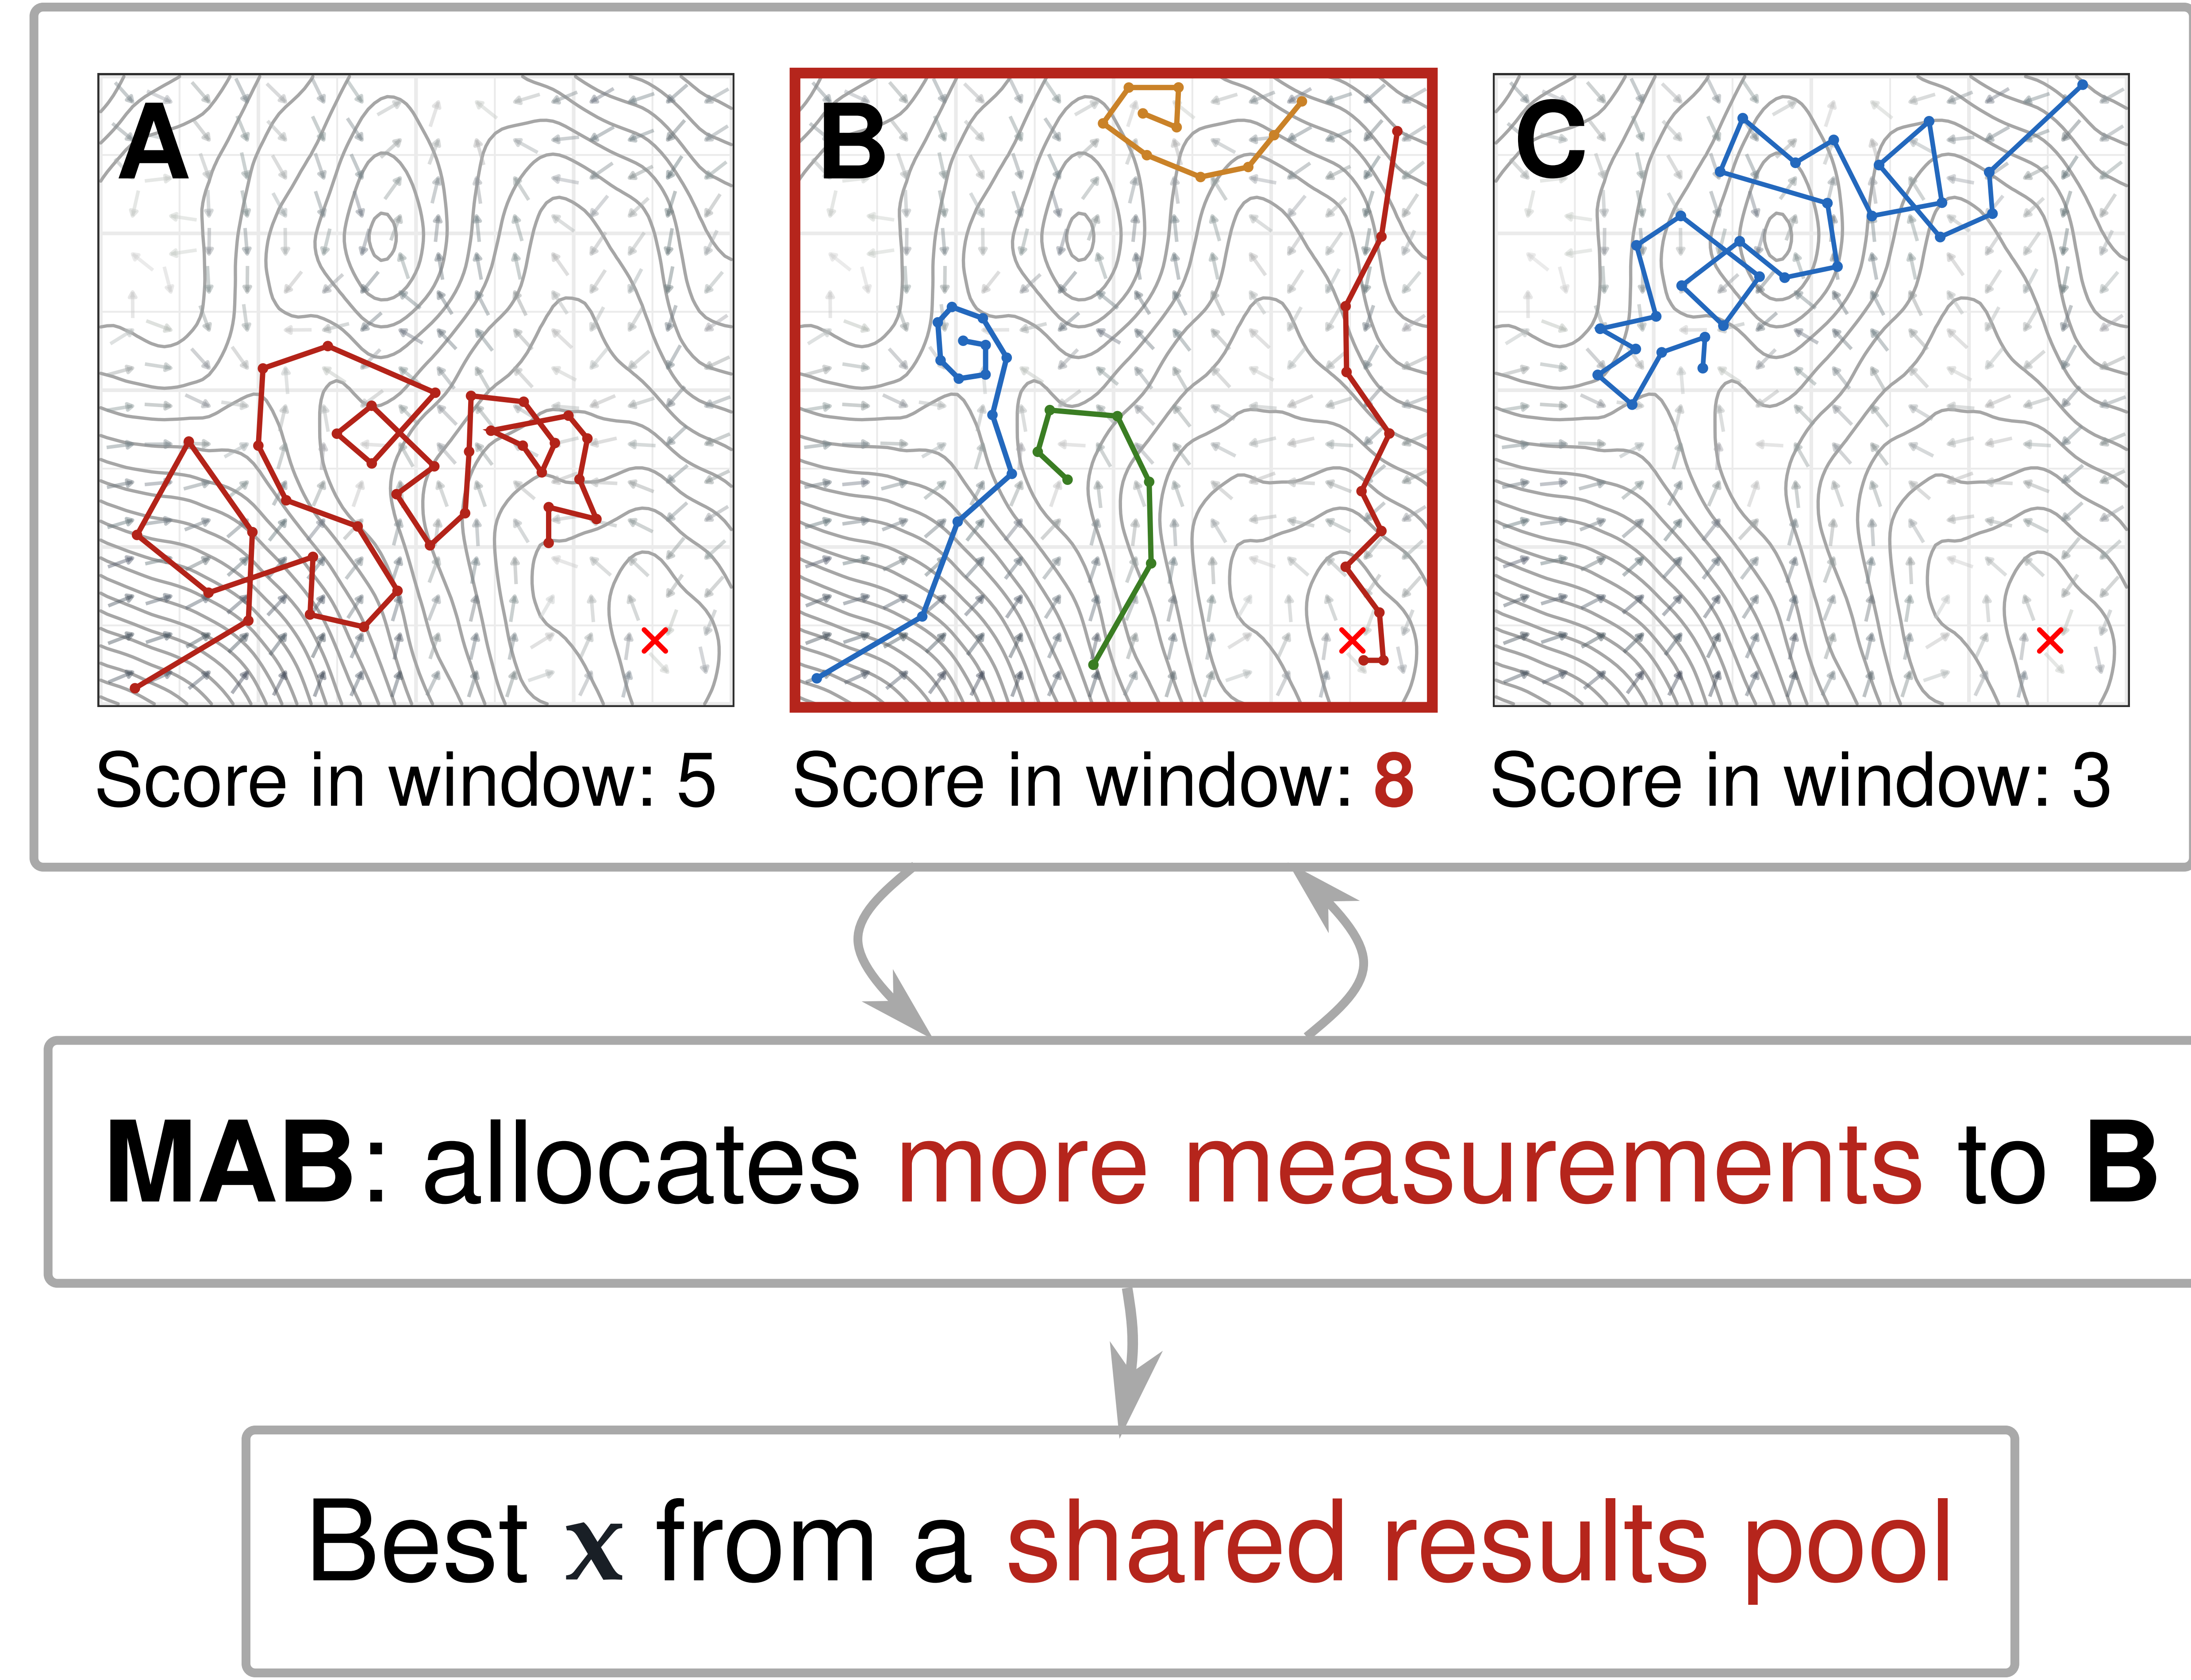 A
B
C
Score in window: 5
Score in window: 8
Score in window: 3
MAB: allocates more measurements to B
Best x from a shared results pool